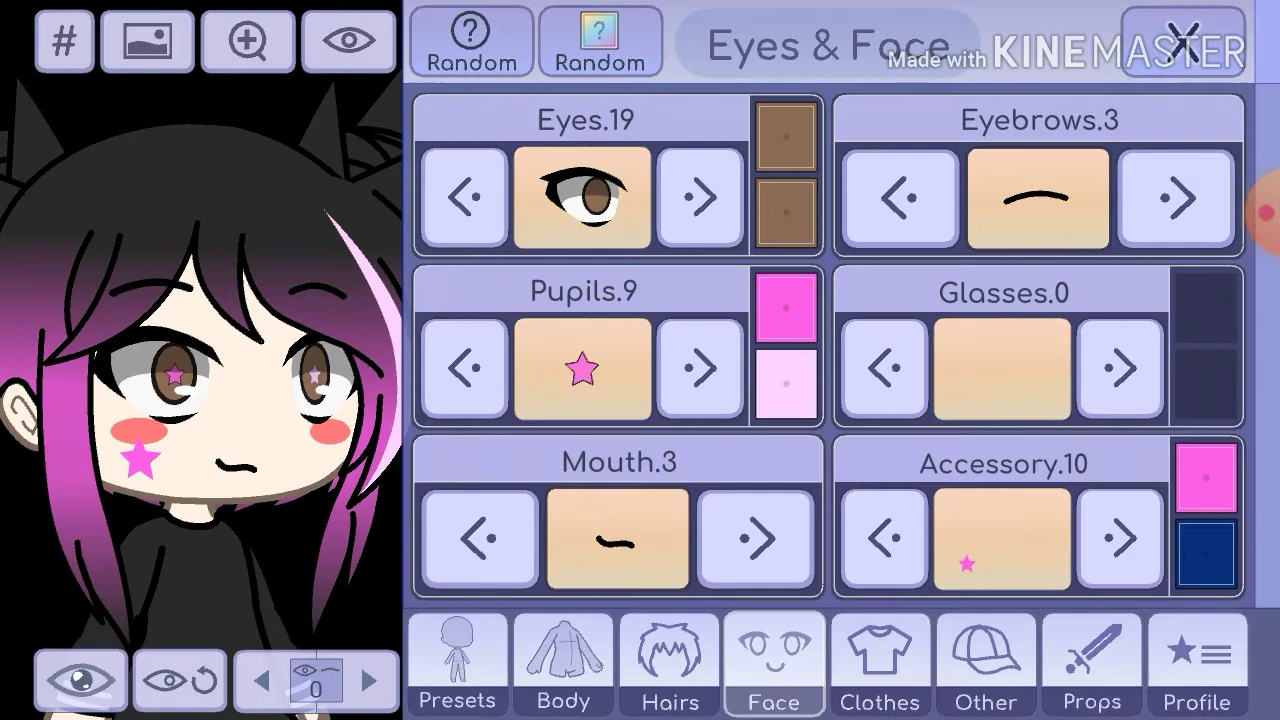 #
? Random
? Random
Eyes & Face
X
Made with KINEMASTER
Eyes.19
Eyebrows.3
Pupils.9
Glasses.0
Mouth.3
Accessory.10
0
Presets
Body
Hairs
Face
Clothes
Other
Props
Profile